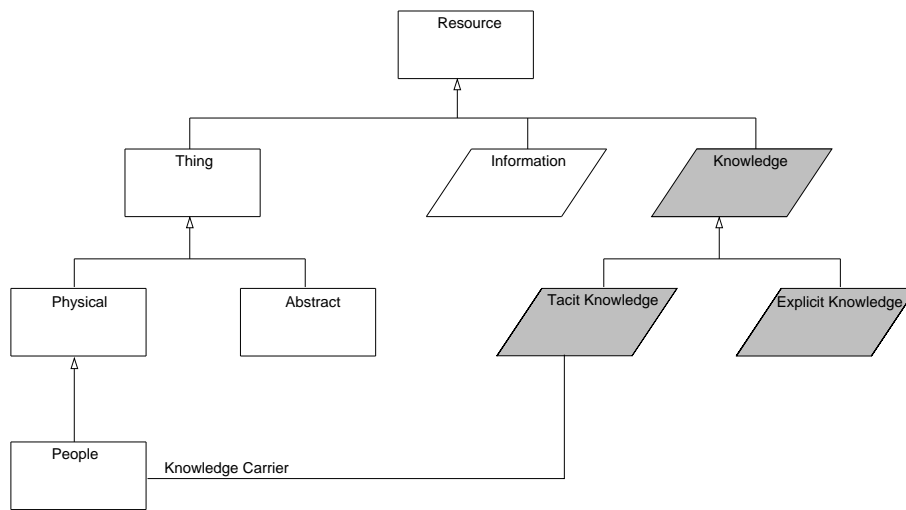 Resource
Thing
Information
Knowledge
Physical
Abstract
Tacit Knowledge
Explicit Knowledge
People
Knowledge Carrier